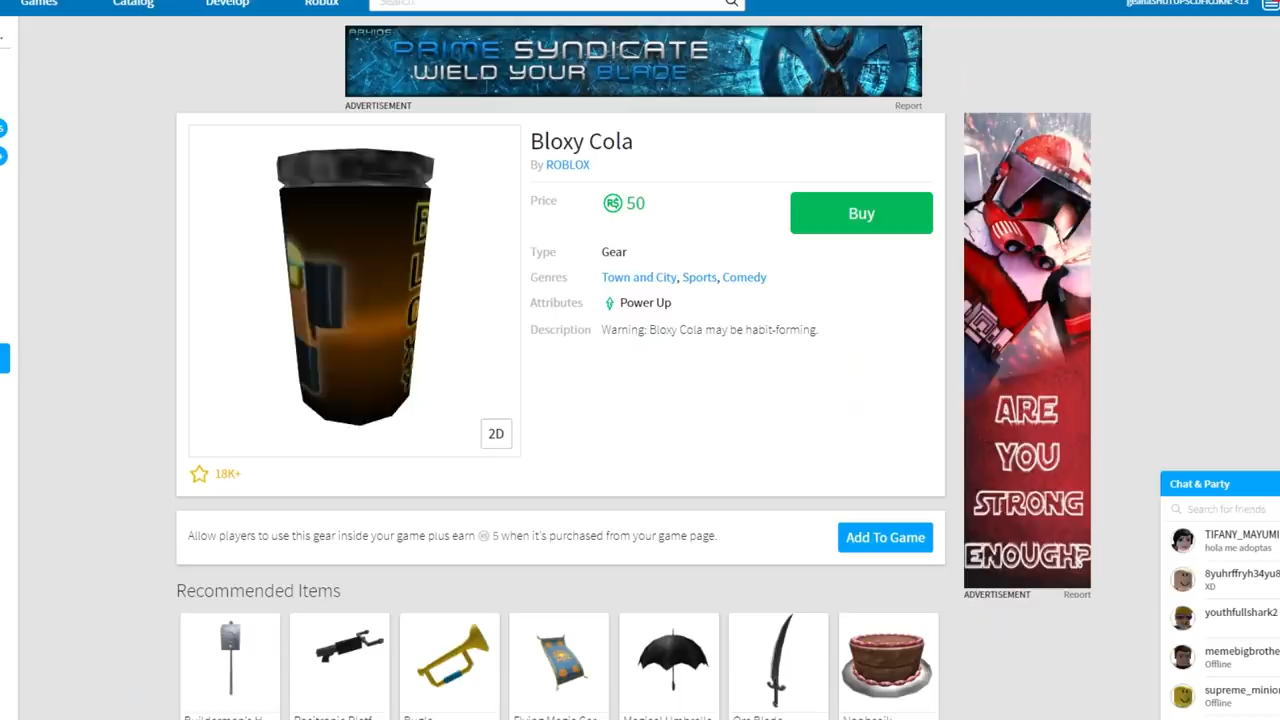 Games Catalog Develop Robux Search
PRIME SYNDICATE
WIELD YOUR BLADE
ADVERTISEMENT Report
Bloxy Cola
By ROBLOX
Price R$ 50 Buy
Type Gear
Genres Town and City, Sports, Comedy
Attributes Power Up
Description Warning: Bloxy Cola may be habit-forming.
BLOXY
2D
18K+
ARE
YOU
STRONG
ENOUGH?
ADVERTISEMENT Report
Allow players to use this gear inside your game plus earn 5 when it's purchased from your game page. Add To Game
Recommended Items
Bugle
Chat & Party
Search for friends
TIFANY_MAYUMI
hola me adoptas
8yuhrffryh34yu8
XD
youthfullshark2
memebigbrothe
Offline
supreme_minion
Offline